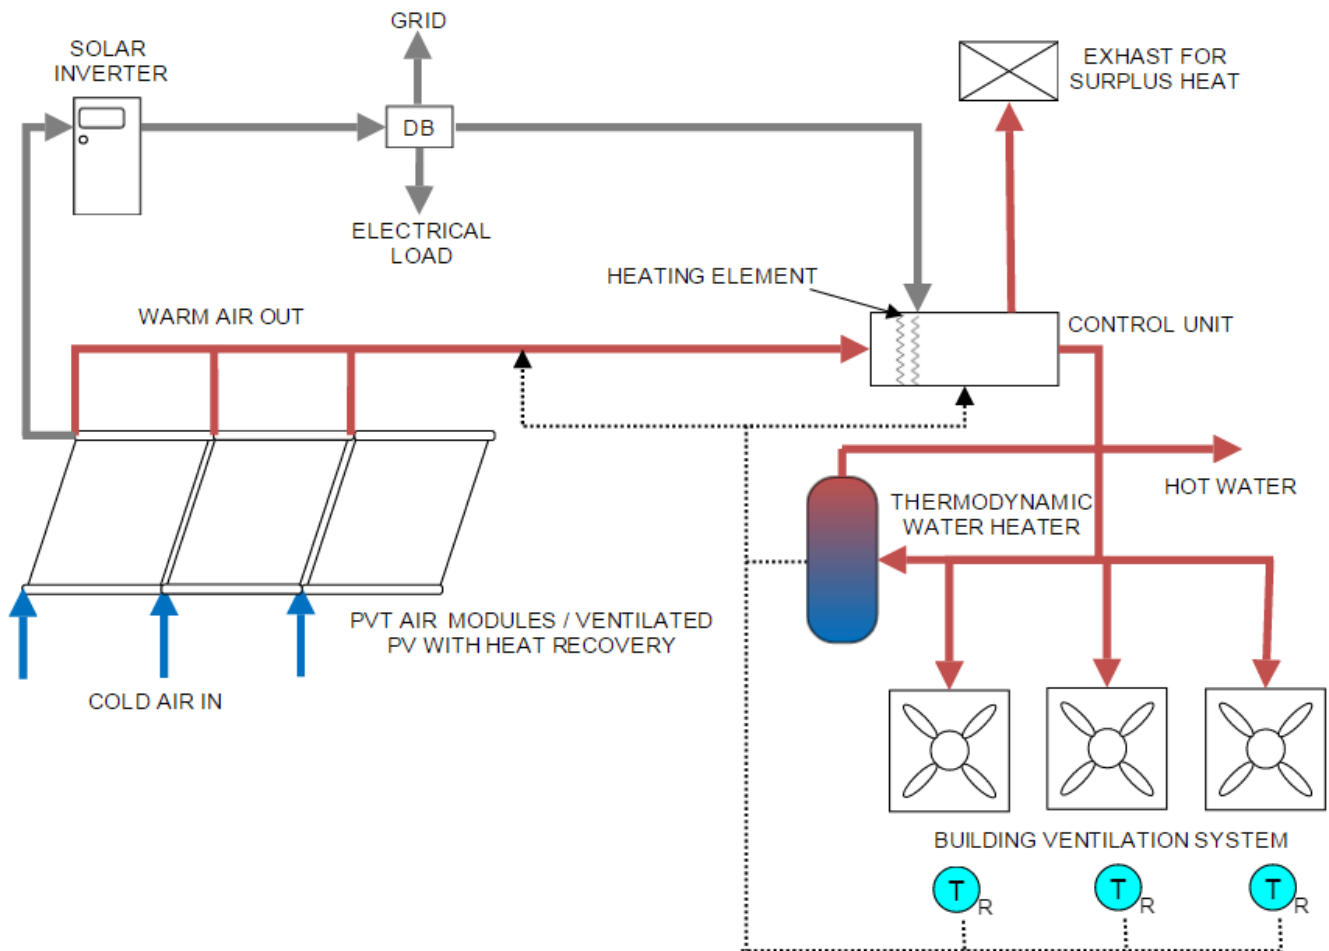 GRID
SOLAR
INVERTER
EXHAST FOR
SURPLUS HEAT
DB
ELECTRICAL
LOAD
HEATING ELEMENT
WARM AIR OUT
CONTROL UNIT
HOT WATER
THERMODYNAMIC
WATER HEATER
PVT AIR MODULES / VENTILATED
PV WITH HEAT RECOVERY
COLD AIR IN
BUILDING VENTILATION SYSTEM
T R
T R
T R